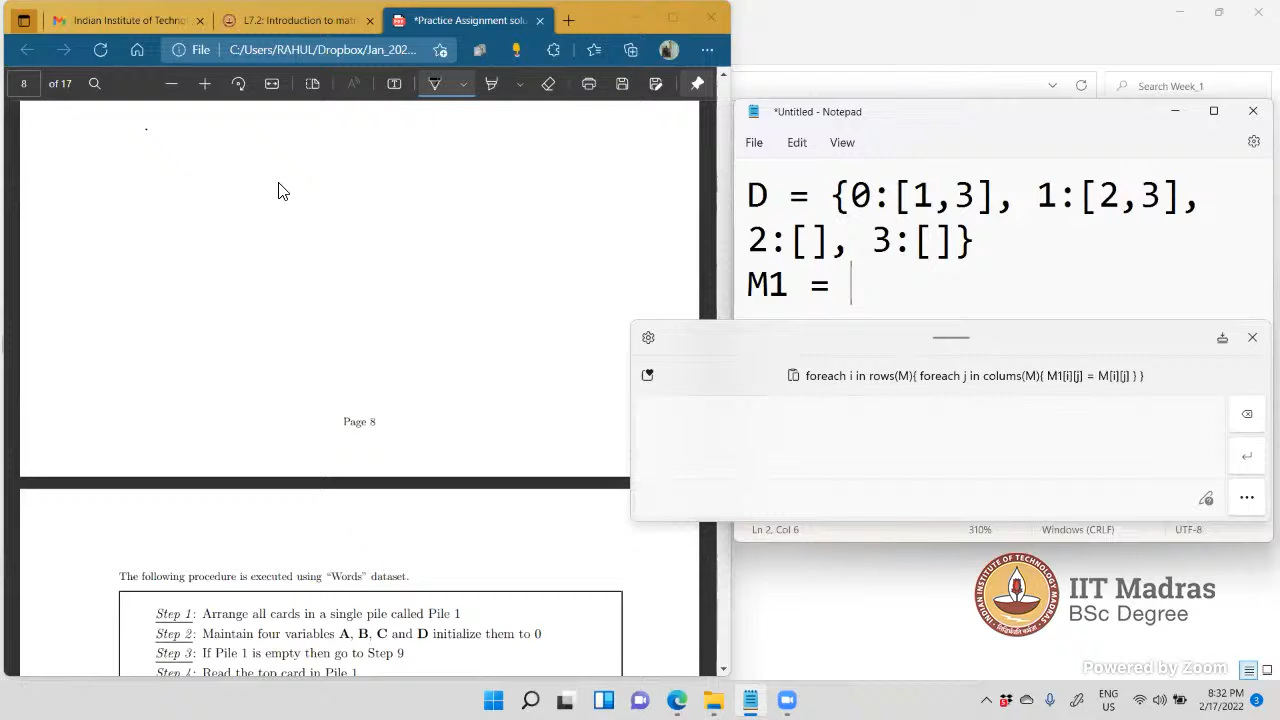 Indian Institute of Technol
L7.2: Introduction to matr
*Practice Assignment solu
File
C:/Users/RAHUL/Dropbox/Jan_202...
8 of 17
Search Week_1
Page 8
The following procedure is executed using “Words” dataset.
Step 1: Arrange all cards in a single pile called Pile 1
Step 2: Maintain four variables A, B, C and D initialize them to 0
Step 3: If Pile 1 is empty then go to Step 9
Step 4: Read the top card in Pile 1
*Untitled - Notepad
File Edit View
D = {0:[1,3], 1:[2,3],
2:[], 3:[]}
M1 =
foreach i in rows(M){ foreach j in colums(M){ M1[i][j] = M[i][j] } }
Ln 2, Col 6
310%
Windows (CRLF)
UTF-8
IIT Madras
BSc Degree
Powered by Zoom
ENG
US
8:32 PM
2/17/2022
3